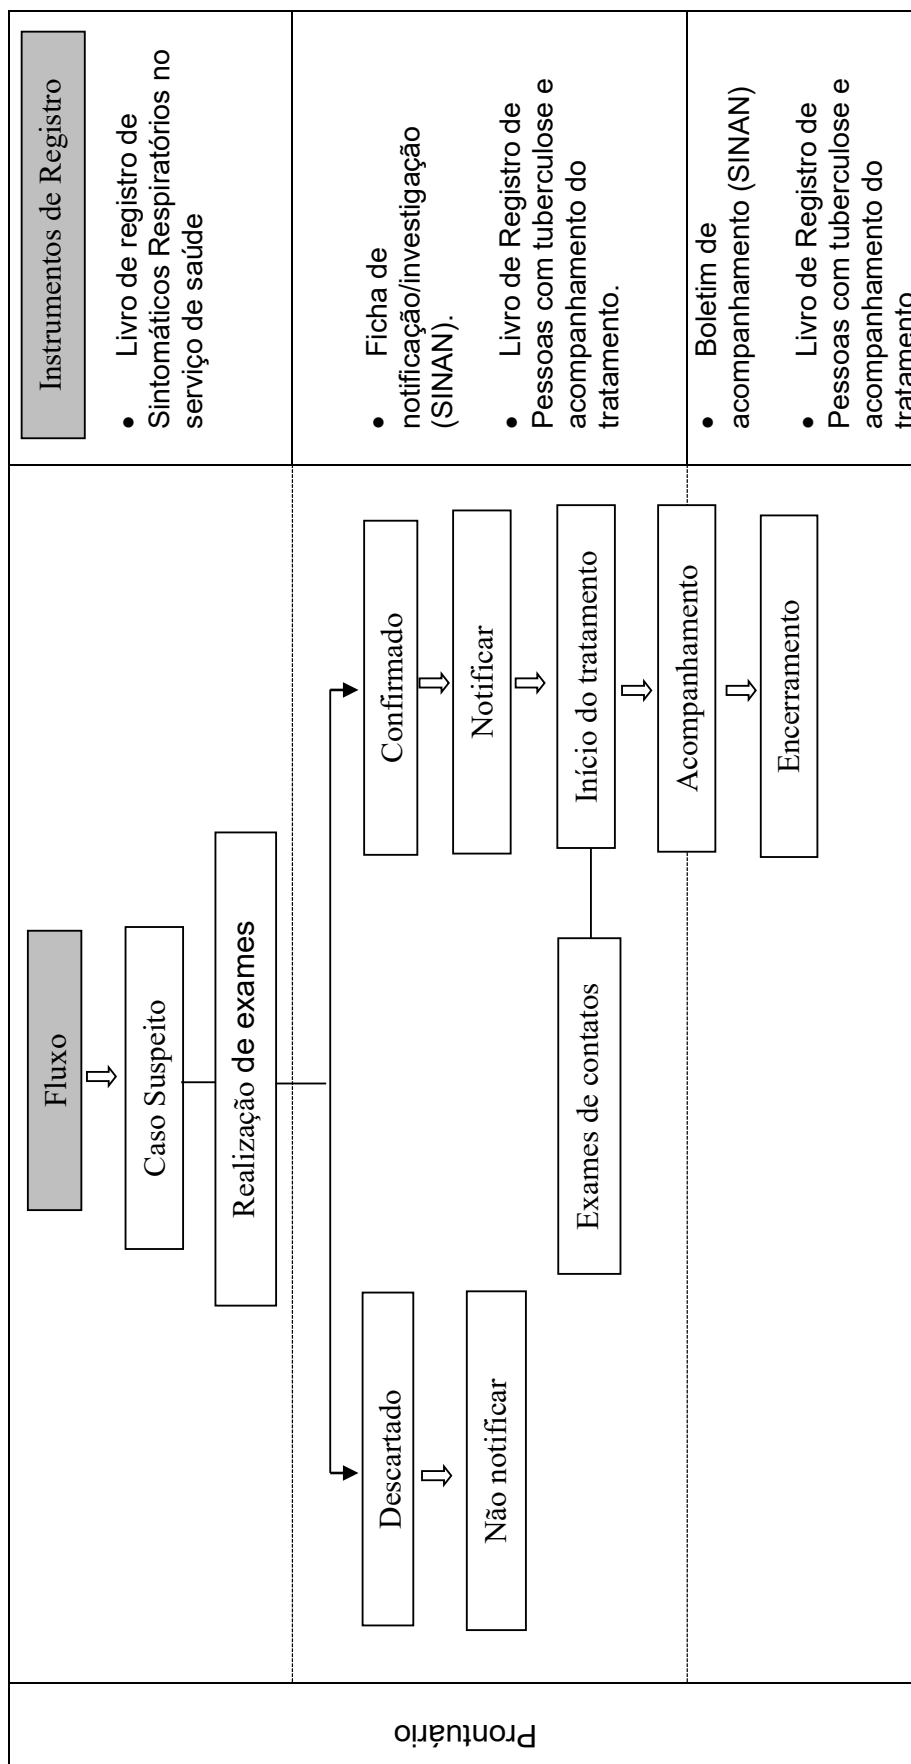 Prontuário
Fluxo
Caso Suspeito
Realização de exames
Descartado
Não notificar
Confirmado
Notificar
Início do tratamento
Exames de contatos
Acompanhamento
Encerramento
Instrumentos de Registro
• Livro de registro de
Sintomáticos Respiratórios no
serviço de saúde
• Ficha de
notificação/investigação
(SINAN).
• Livro de Registro de
Pessoas com tuberculose e
acompanhamento do
tratamento.
• Boletim de
acompanhamento (SINAN)
• Livro de Registro de
Pessoas com tuberculose e
acompanhamento do
tratamento